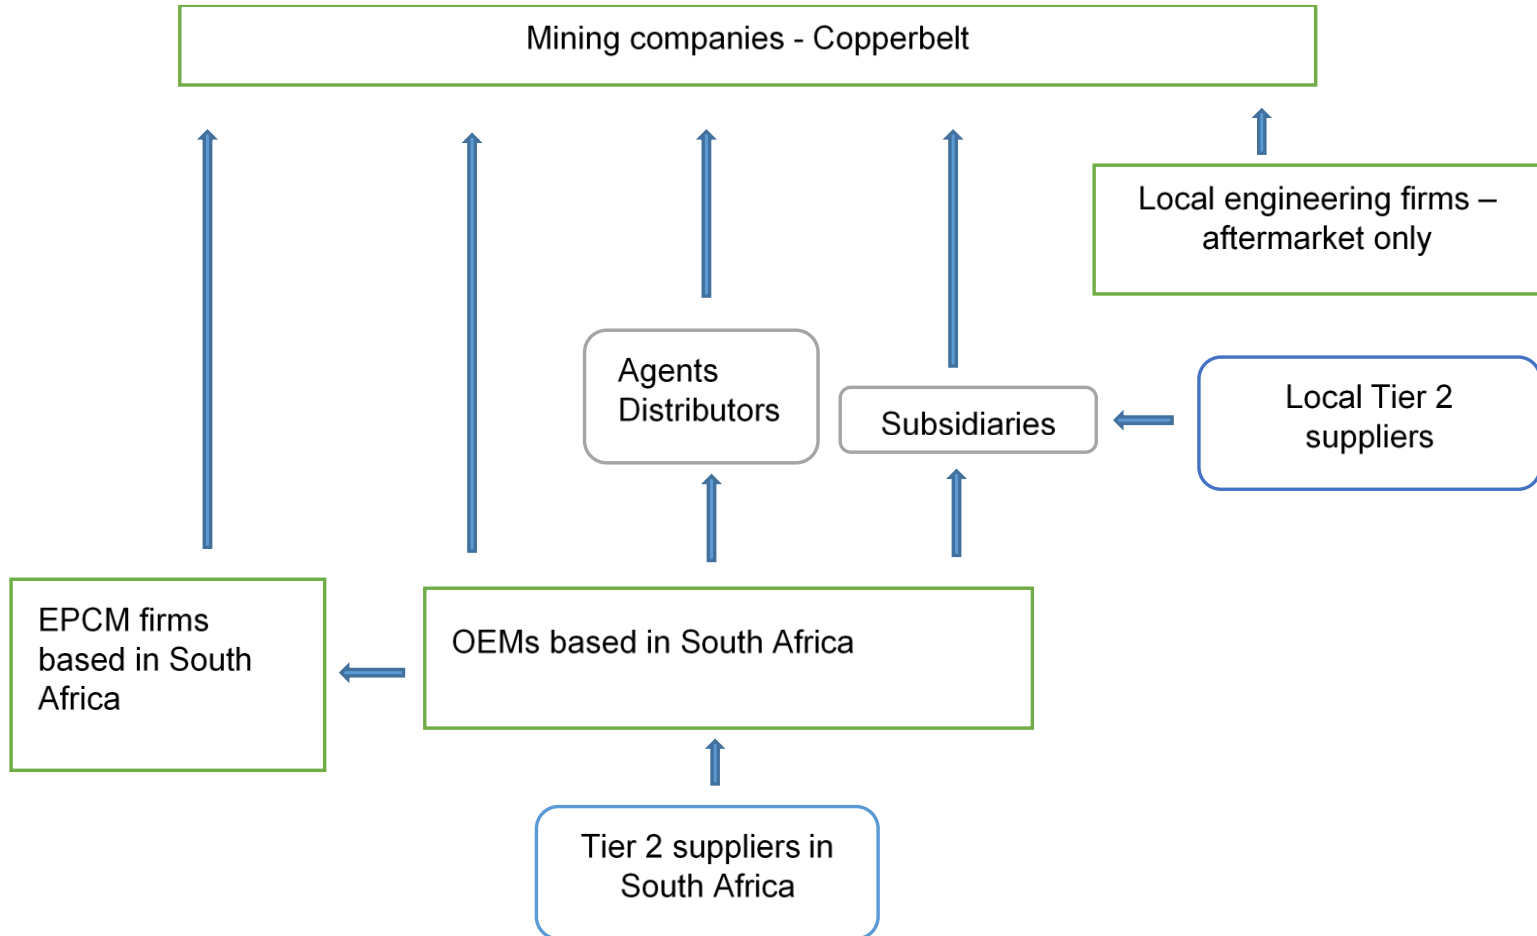 Mining companies - Copperbelt
Local engineering firms –
aftermarket only
Agents
Distributors
Subsidiaries
Local Tier 2
suppliers
EPCM firms
based in South
Africa
OEMs based in South Africa
Tier 2 suppliers in
South Africa